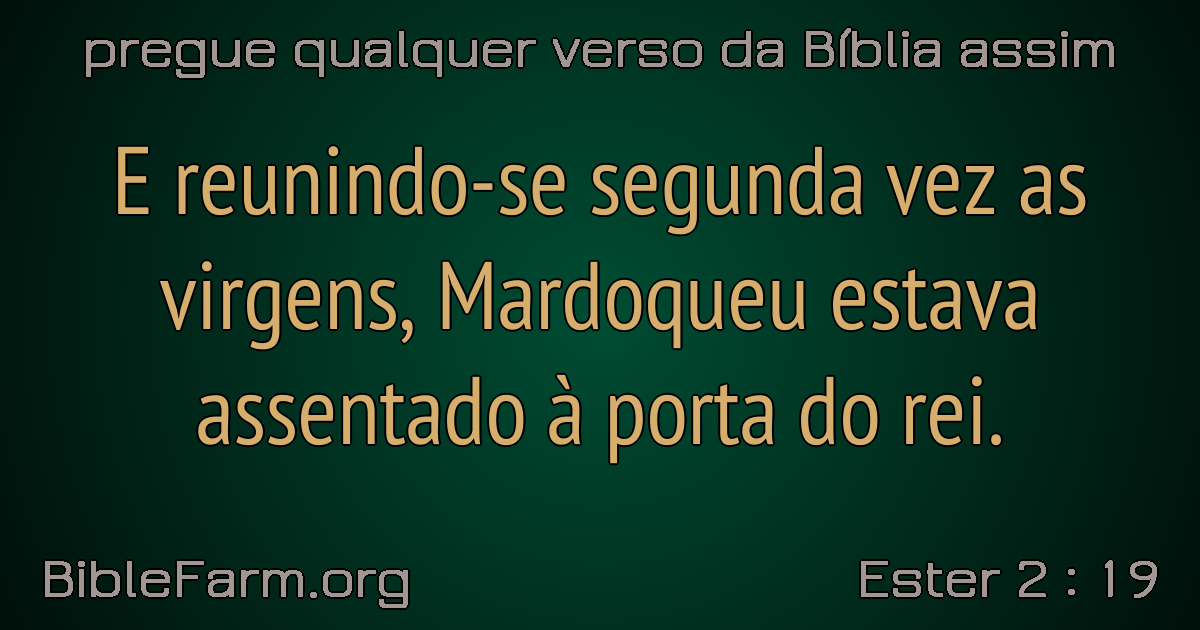 pregue qualquer verso da Bíblia assim
E reunindo-se segunda vez as
virgens, Mardoqueu estava
assentado à porta do rei.
BibleFarm.org
Ester 2 : 19